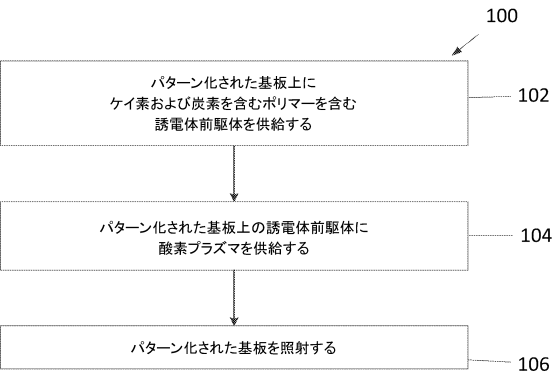 100
パターン化された基板上に
ケイ素および炭素を含むポリマーを含む
誘電体前駆体を供給する
102
パターン化された基板上の誘電体前駆体に
酸素プラズマを供給する
104
パターン化された基板を照射する
106